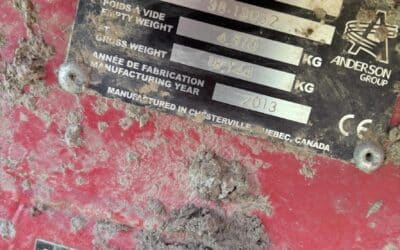 POIDS À VIDE
EMPTY WEIGHT
GROSS WEIGHT
KG
KG
ANNÉE DE FABRICATION
MANUFACTURING YEAR
2013
MANUFACTURED IN CHESTERVILLE, QUEBEC, CANADA
ANDERSON
GROUP
CE